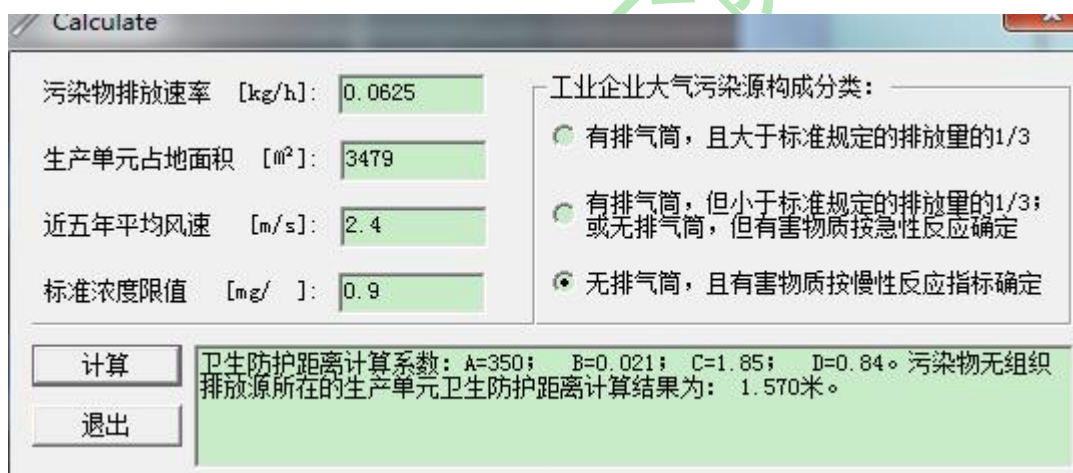 Calculate
污染物排放速率 [kg/h]: 0.0625
生产单元占地面积 [m²]: 3479
近五年平均风速 [m/s]: 2.4
标准浓度限值 [mg/ ]: 0.9
工业企业大气污染源构成分类:
有排气筒，且大于标准规定的排放量的1/3
有排气筒，但小于标准规定的排放量的1/3;
或无排气筒，但有害物质按急性反应确定
无排气筒，且有害物质按慢性反应指标确定
计算
退出
卫生防护距离计算系数: A=350; B=0.021; C=1.85; D=0.84。污染物无组织
排放源所在的生产单元卫生防护距离计算结果为: 1.570米。